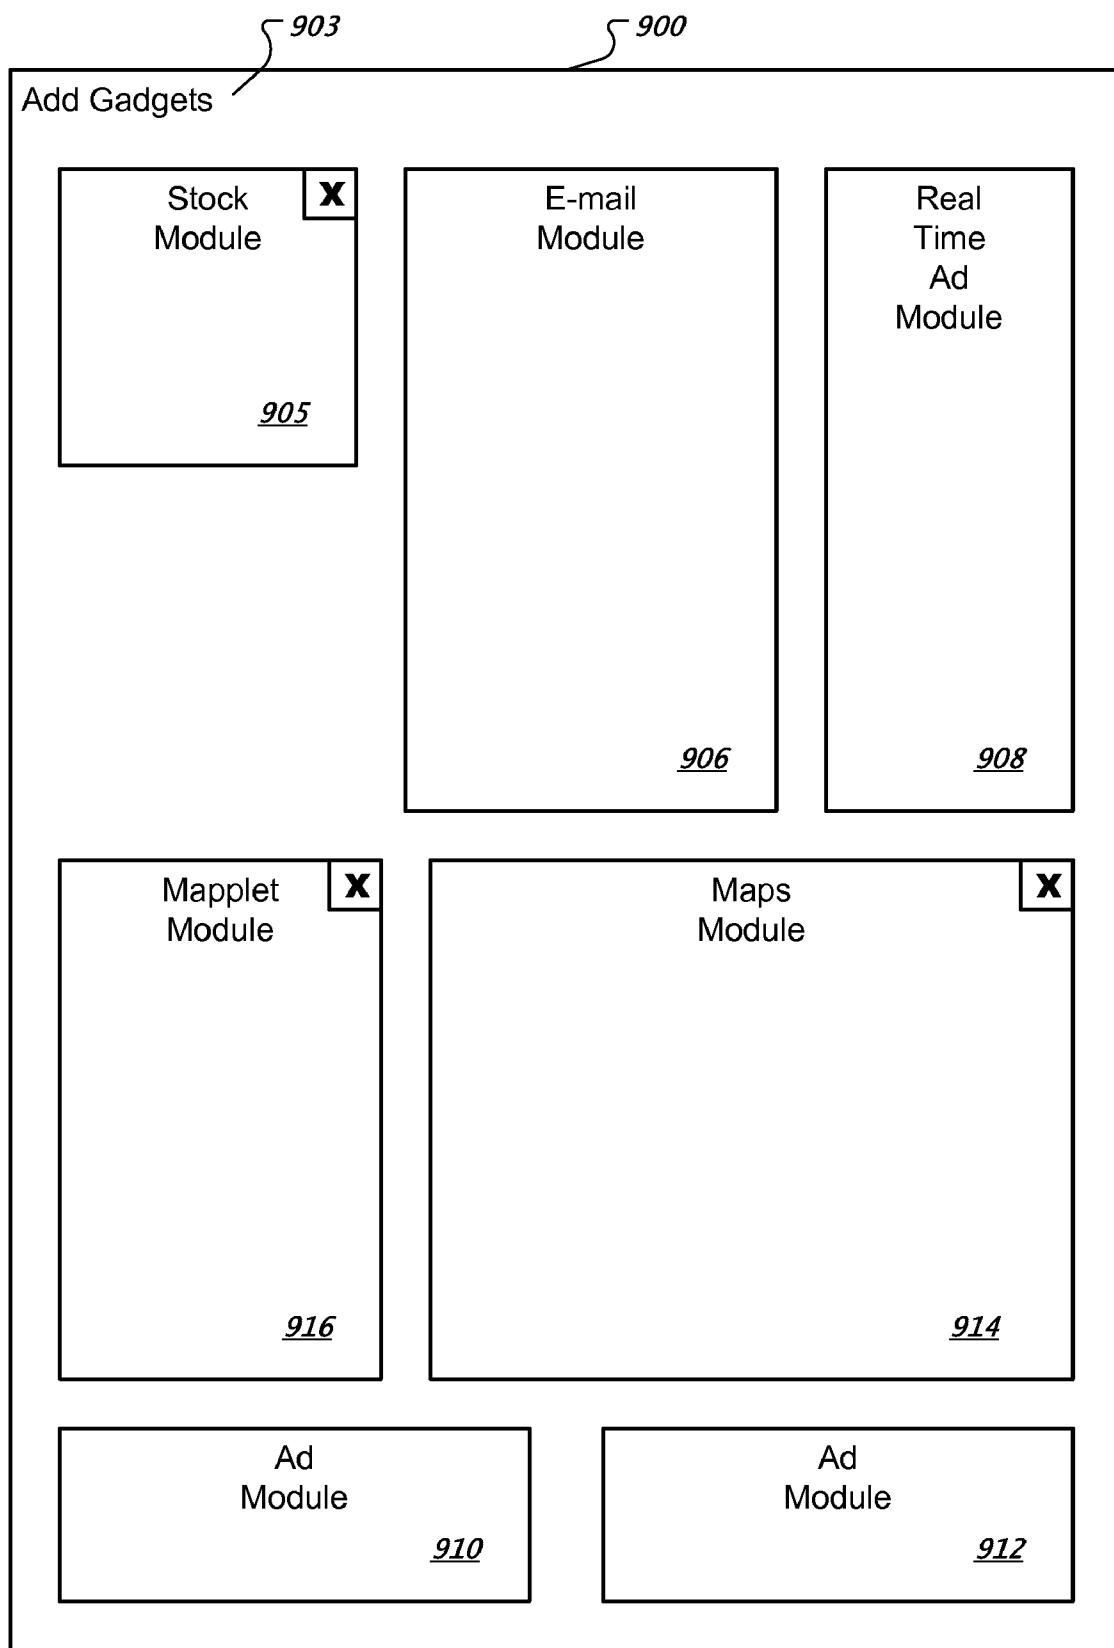 903
900
Add Gadgets
Stock
Module
X
905
E-mail
Module
906
Real
Time
Ad
Module
908
Mapplet
Module
X
916
Maps
Module
X
914
Ad
Module
910
Ad
Module
912